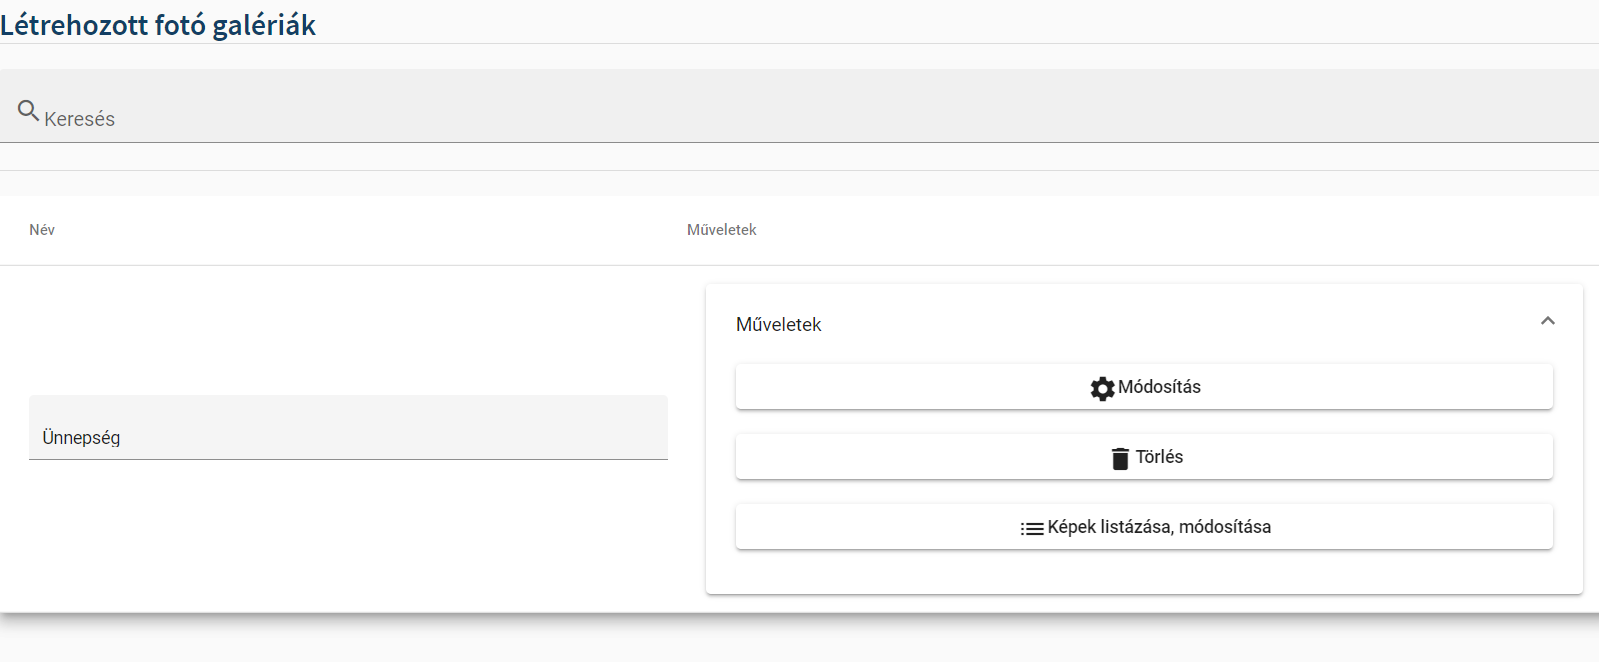 Létrehozott fotó galériák
Keresés
Név
Műveletek
Műveletek
Módosítás
Ünnepség
Törlés
Képek listázása, módosítása